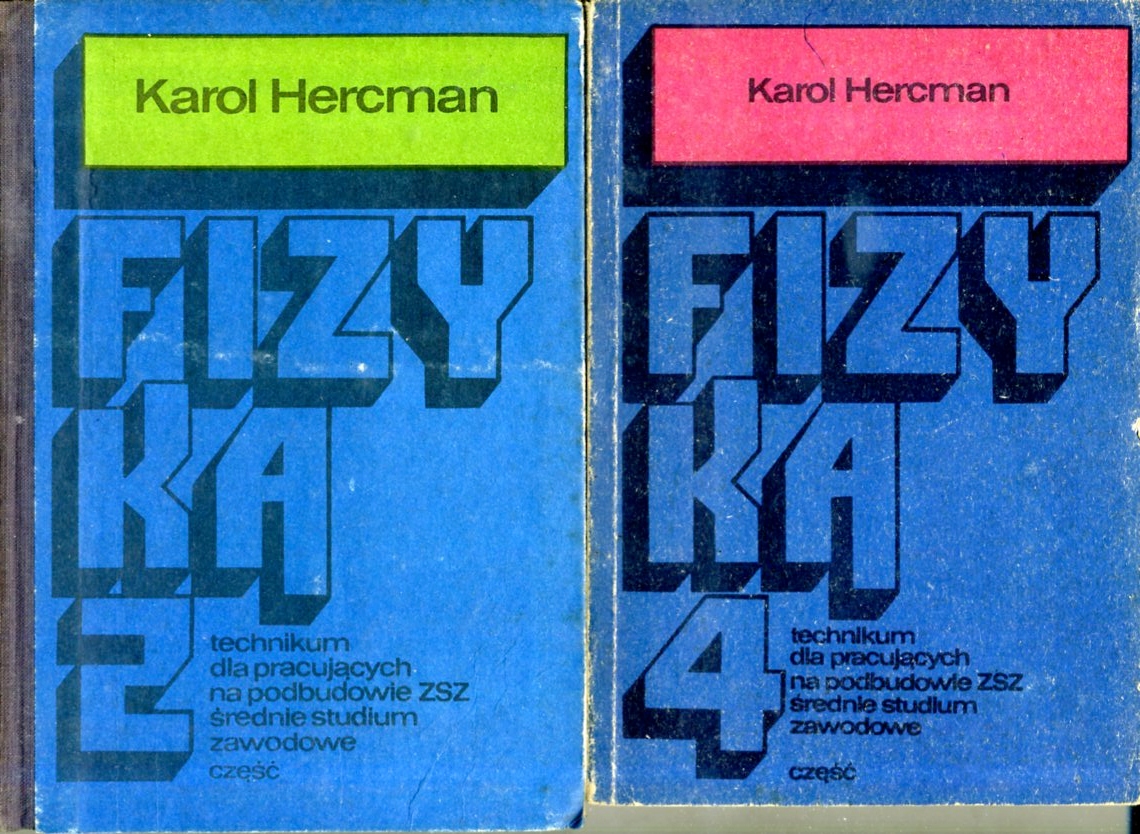 Karol Hercman
FIZY
KA
2
technikum
dla pracujących
na podbudowie ZSZ
średnie studium
zawodowe
część
Karol Hercman
FIZY
KA
4
technikum
dla pracujących
na podbudowie ZSZ
średnie studium
zawodowe
część